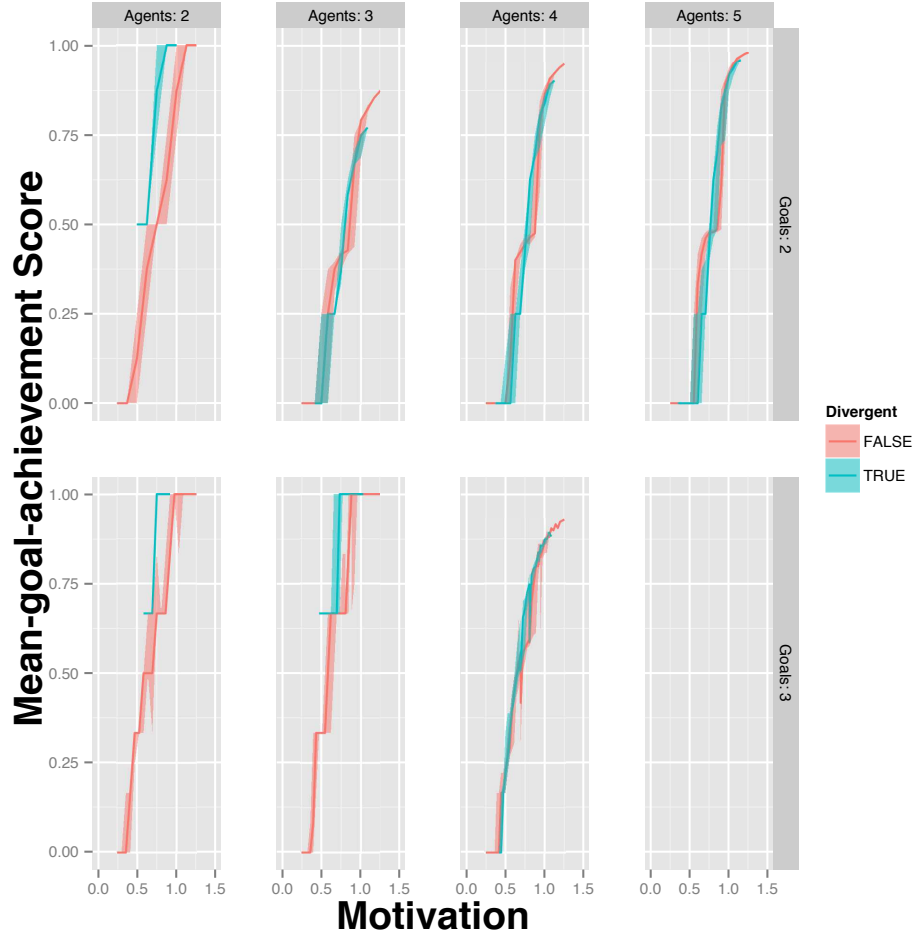 Agents: 2
Agents: 3
Agents: 4
Agents: 5
1.00
0.75
0.50
0.25
0.00
Goals: 2
Mean-goal-achievement Score
Divergent
FALSE
TRUE
1.00
0.75
0.50
0.25
0.00
Goals: 3
0.0 0.5 1.0 1.5
0.0 0.5 1.0 1.5
0.0 0.5 1.0 1.5
0.0 0.5 1.0 1.5
Motivation